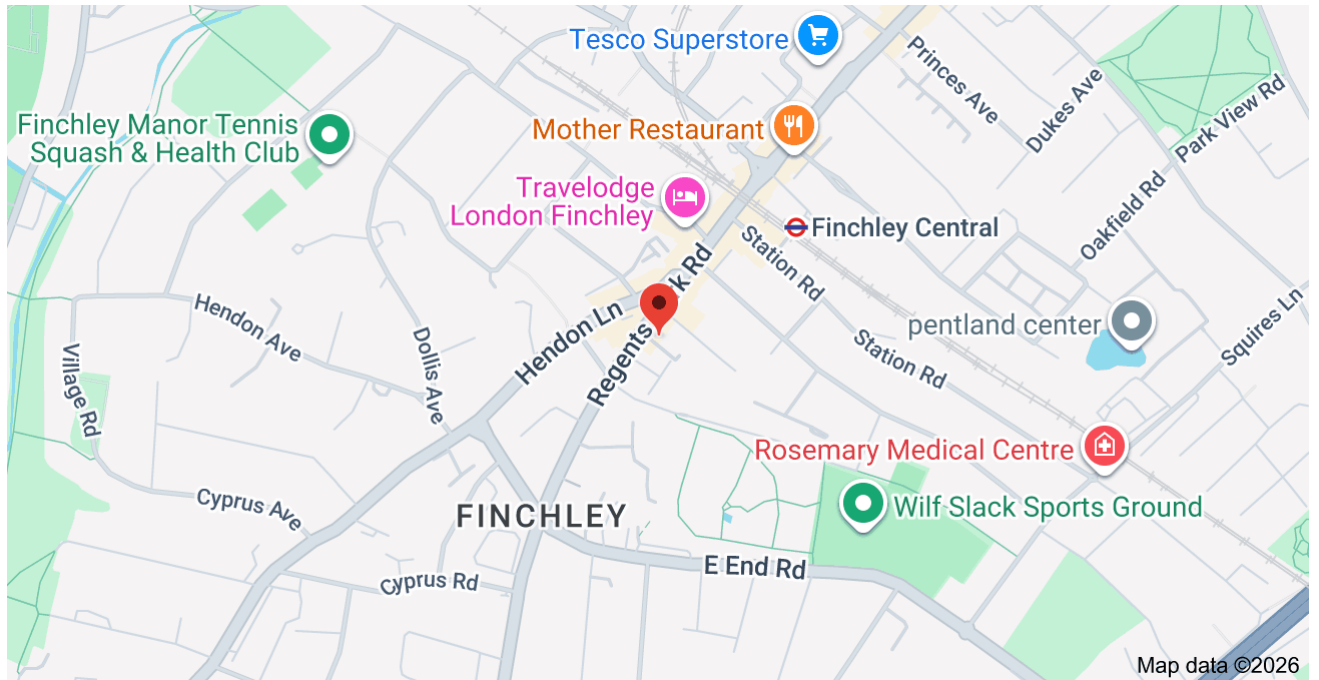 Tesco Superstore
Princes Ave
Dukes Ave
Park View Rd
Finchley Manor Tennis
Squash & Health Club
Mother Restaurant
Travelodge
London Finchley
Finchley Central
Oakfield Rd
Station Rd
Regents
k Rd
Hendon Ln
Hendon Ave
Dollis Ave
Village Rd
pentland center
Squires Ln
Station Rd
Rosemary Medical Centre
Wilf Slack Sports Ground
Cyprus Ave
FINCHLEY
E End Rd
Cyprus Rd
Map data ©2026